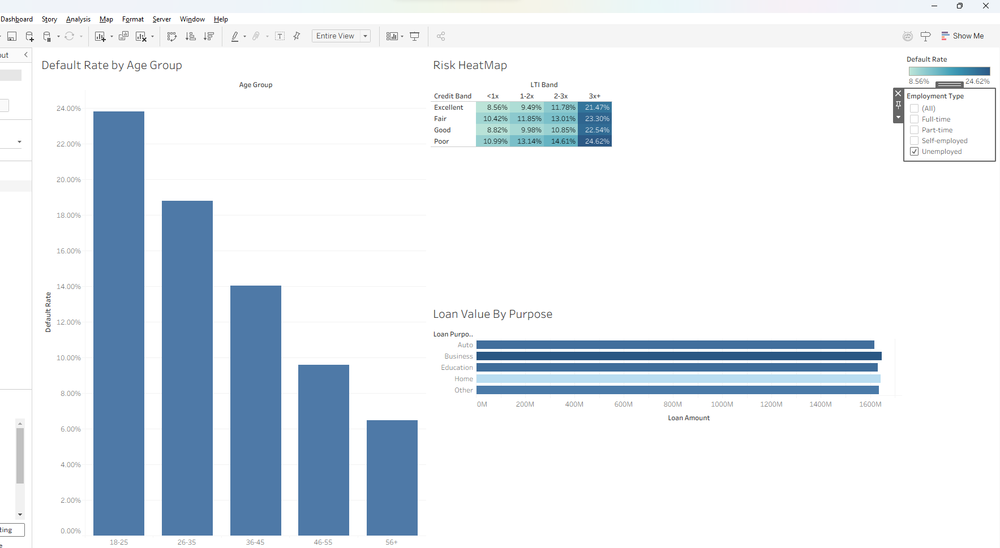 Dashboard Story Analysis Map Format Server Window Help
Entire View
Show Me
out
ting
e
Default Rate by Age Group
Age Group
Default Rate
24.00%
22.00%
20.00%
18.00%
16.00%
14.00%
12.00%
10.00%
8.00%
6.00%
4.00%
2.00%
0.00%
18-25 26-35 36-45 46-55 56+
Risk HeatMap
LTI Band
Credit Band <1x 1-2x 2-3x 3x+
Excellent 8.56% 9.49% 11.78% 21.47%
Fair 10.42% 11.85% 13.01% 23.30%
Good 8.82% 9.98% 10.85% 22.54%
Poor 10.99% 13.14% 14.61% 24.62%
Loan Value By Purpose
Loan Purpo..
Auto
Business
Education
Home
Other
0M 200M 400M 600M 800M 1000M 1200M 1400M 1600M
Loan Amount
Default Rate
8.56% 24.62%
Employment Type
(All)
Full-time
Part-time
Self-employed
Unemployed